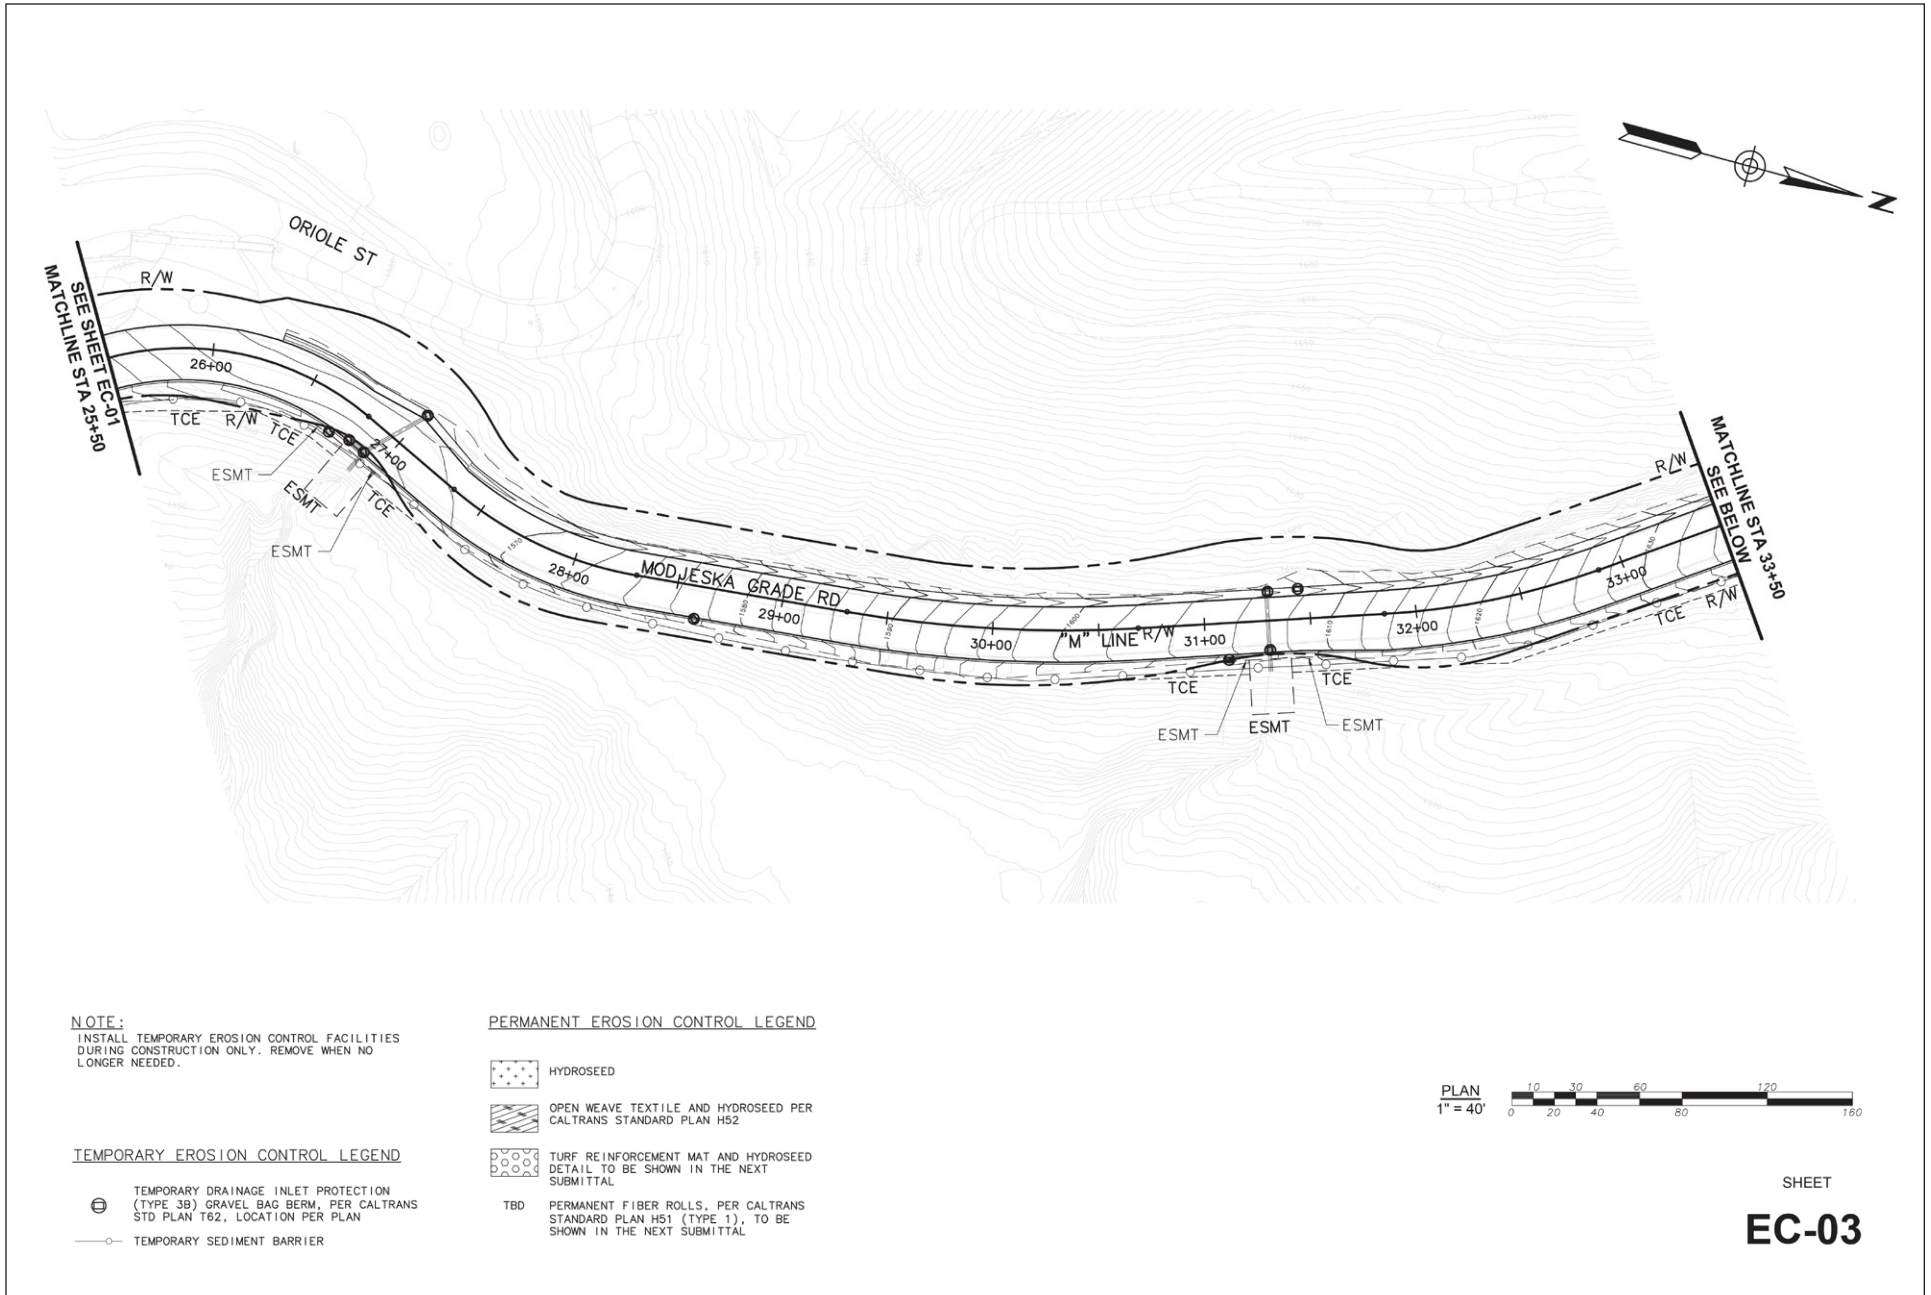 ORIOLE ST
N
SEE SHEET EC-01
MATCHLINE STA 25+50
R/W
26+00
TCE
R/W
TCE
27+00
ESMT
ESMT
TCE
ESMT
1570
28+00
MODJESKA GRADE RD
1580
29+00
1590
30+00
1600
"M" LINE
R/W
31+00
1610
32+00
1620
33+00
1630
R/W
MATCHLINE STA 33+50
SEE BELOW
R/W
TCE
TCE
TCE
ESMT
ESMT
ESMT
NOTE:
INSTALL TEMPORARY EROSION CONTROL FACILITIES
DURING CONSTRUCTION ONLY. REMOVE WHEN NO
LONGER NEEDED.
TEMPORARY EROSION CONTROL LEGEND
TEMPORARY DRAINAGE INLET PROTECTION
(TYPE 3B) GRAVEL BAG BERM, PER CALTRANS
STD PLAN T62, LOCATION PER PLAN
TEMPORARY SEDIMENT BARRIER
PERMANENT EROSION CONTROL LEGEND
HYDROSEED
OPEN WEAVE TEXTILE AND HYDROSEED PER
CALTRANS STANDARD PLAN H52
TURF REINFORCEMENT MAT AND HYDROSEED
DETAIL TO BE SHOWN IN THE NEXT
SUBMITTAL
TBD PERMANENT FIBER ROLLS, PER CALTRANS
STANDARD PLAN H51 (TYPE 1), TO BE
SHOWN IN THE NEXT SUBMITTAL
PLAN
1" = 40'
10 30 60 120
0 20 40 80 160
SHEET
EC-03